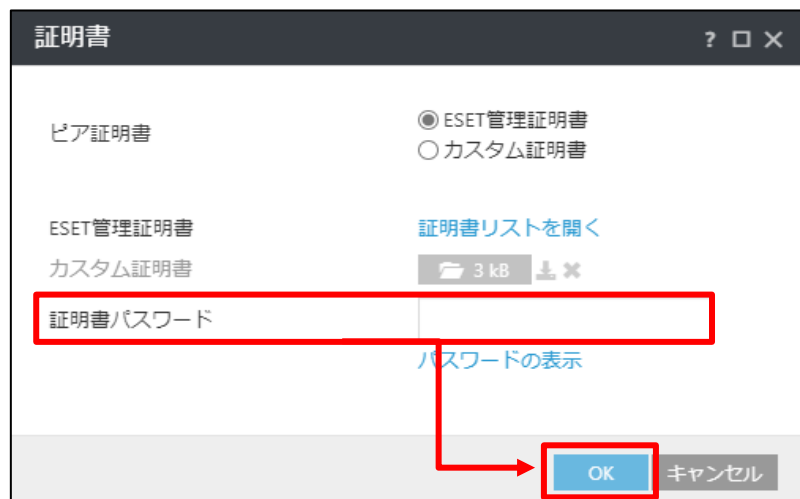 証明書
?
ピア証明書
ESET管理証明書
カスタム証明書
ESET管理証明書
証明書リストを開く
カスタム証明書
3 kB
証明書パスワード
パスワードの表示
OK
キャンセル